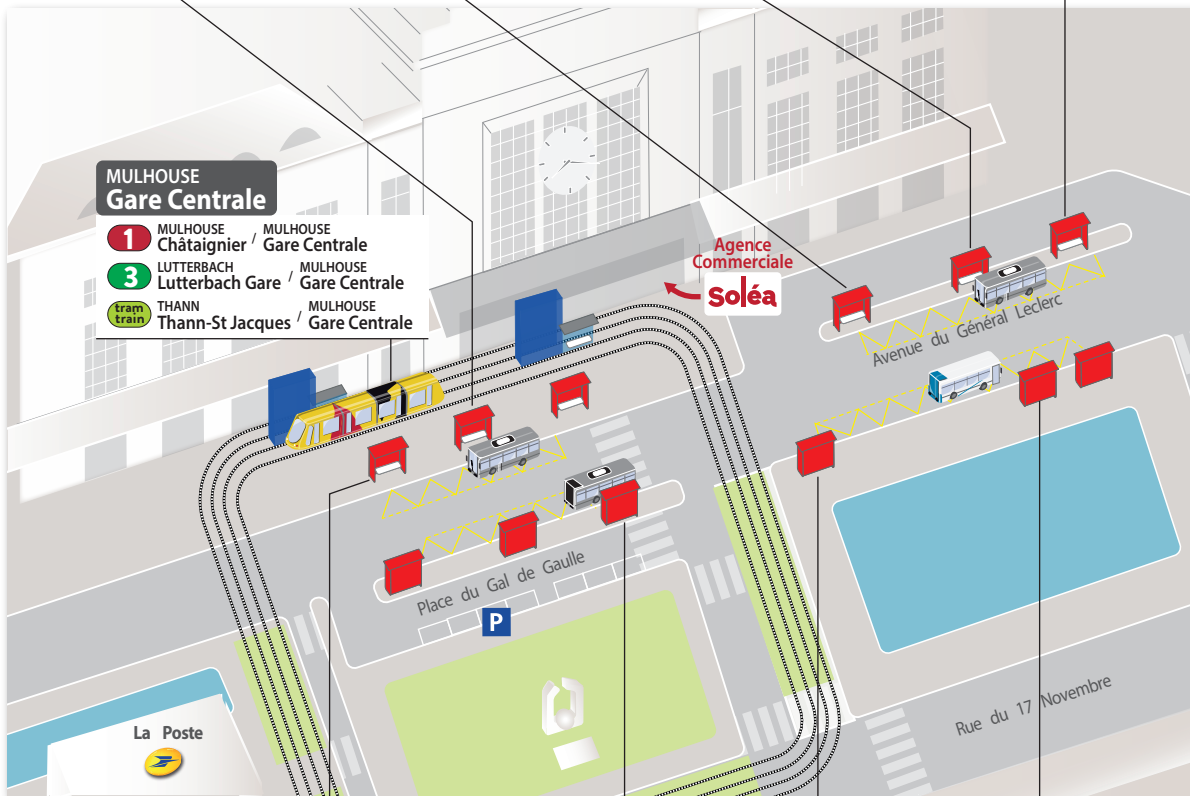 MULHOUSE
Gare Centrale
1 MULHOUSE Châtaignier / MULHOUSE Gare Centrale
3 LUTTERBACH Lutterbach Gare / MULHOUSE Gare Centrale
tram train THANN Thann-St Jacques / MULHOUSE Gare Centrale
Agence
Commerciale
Soléa
Avenue du Général Leclerc
Place du Gal de Gaulle
P
Rue du 17 Novembre
La Poste